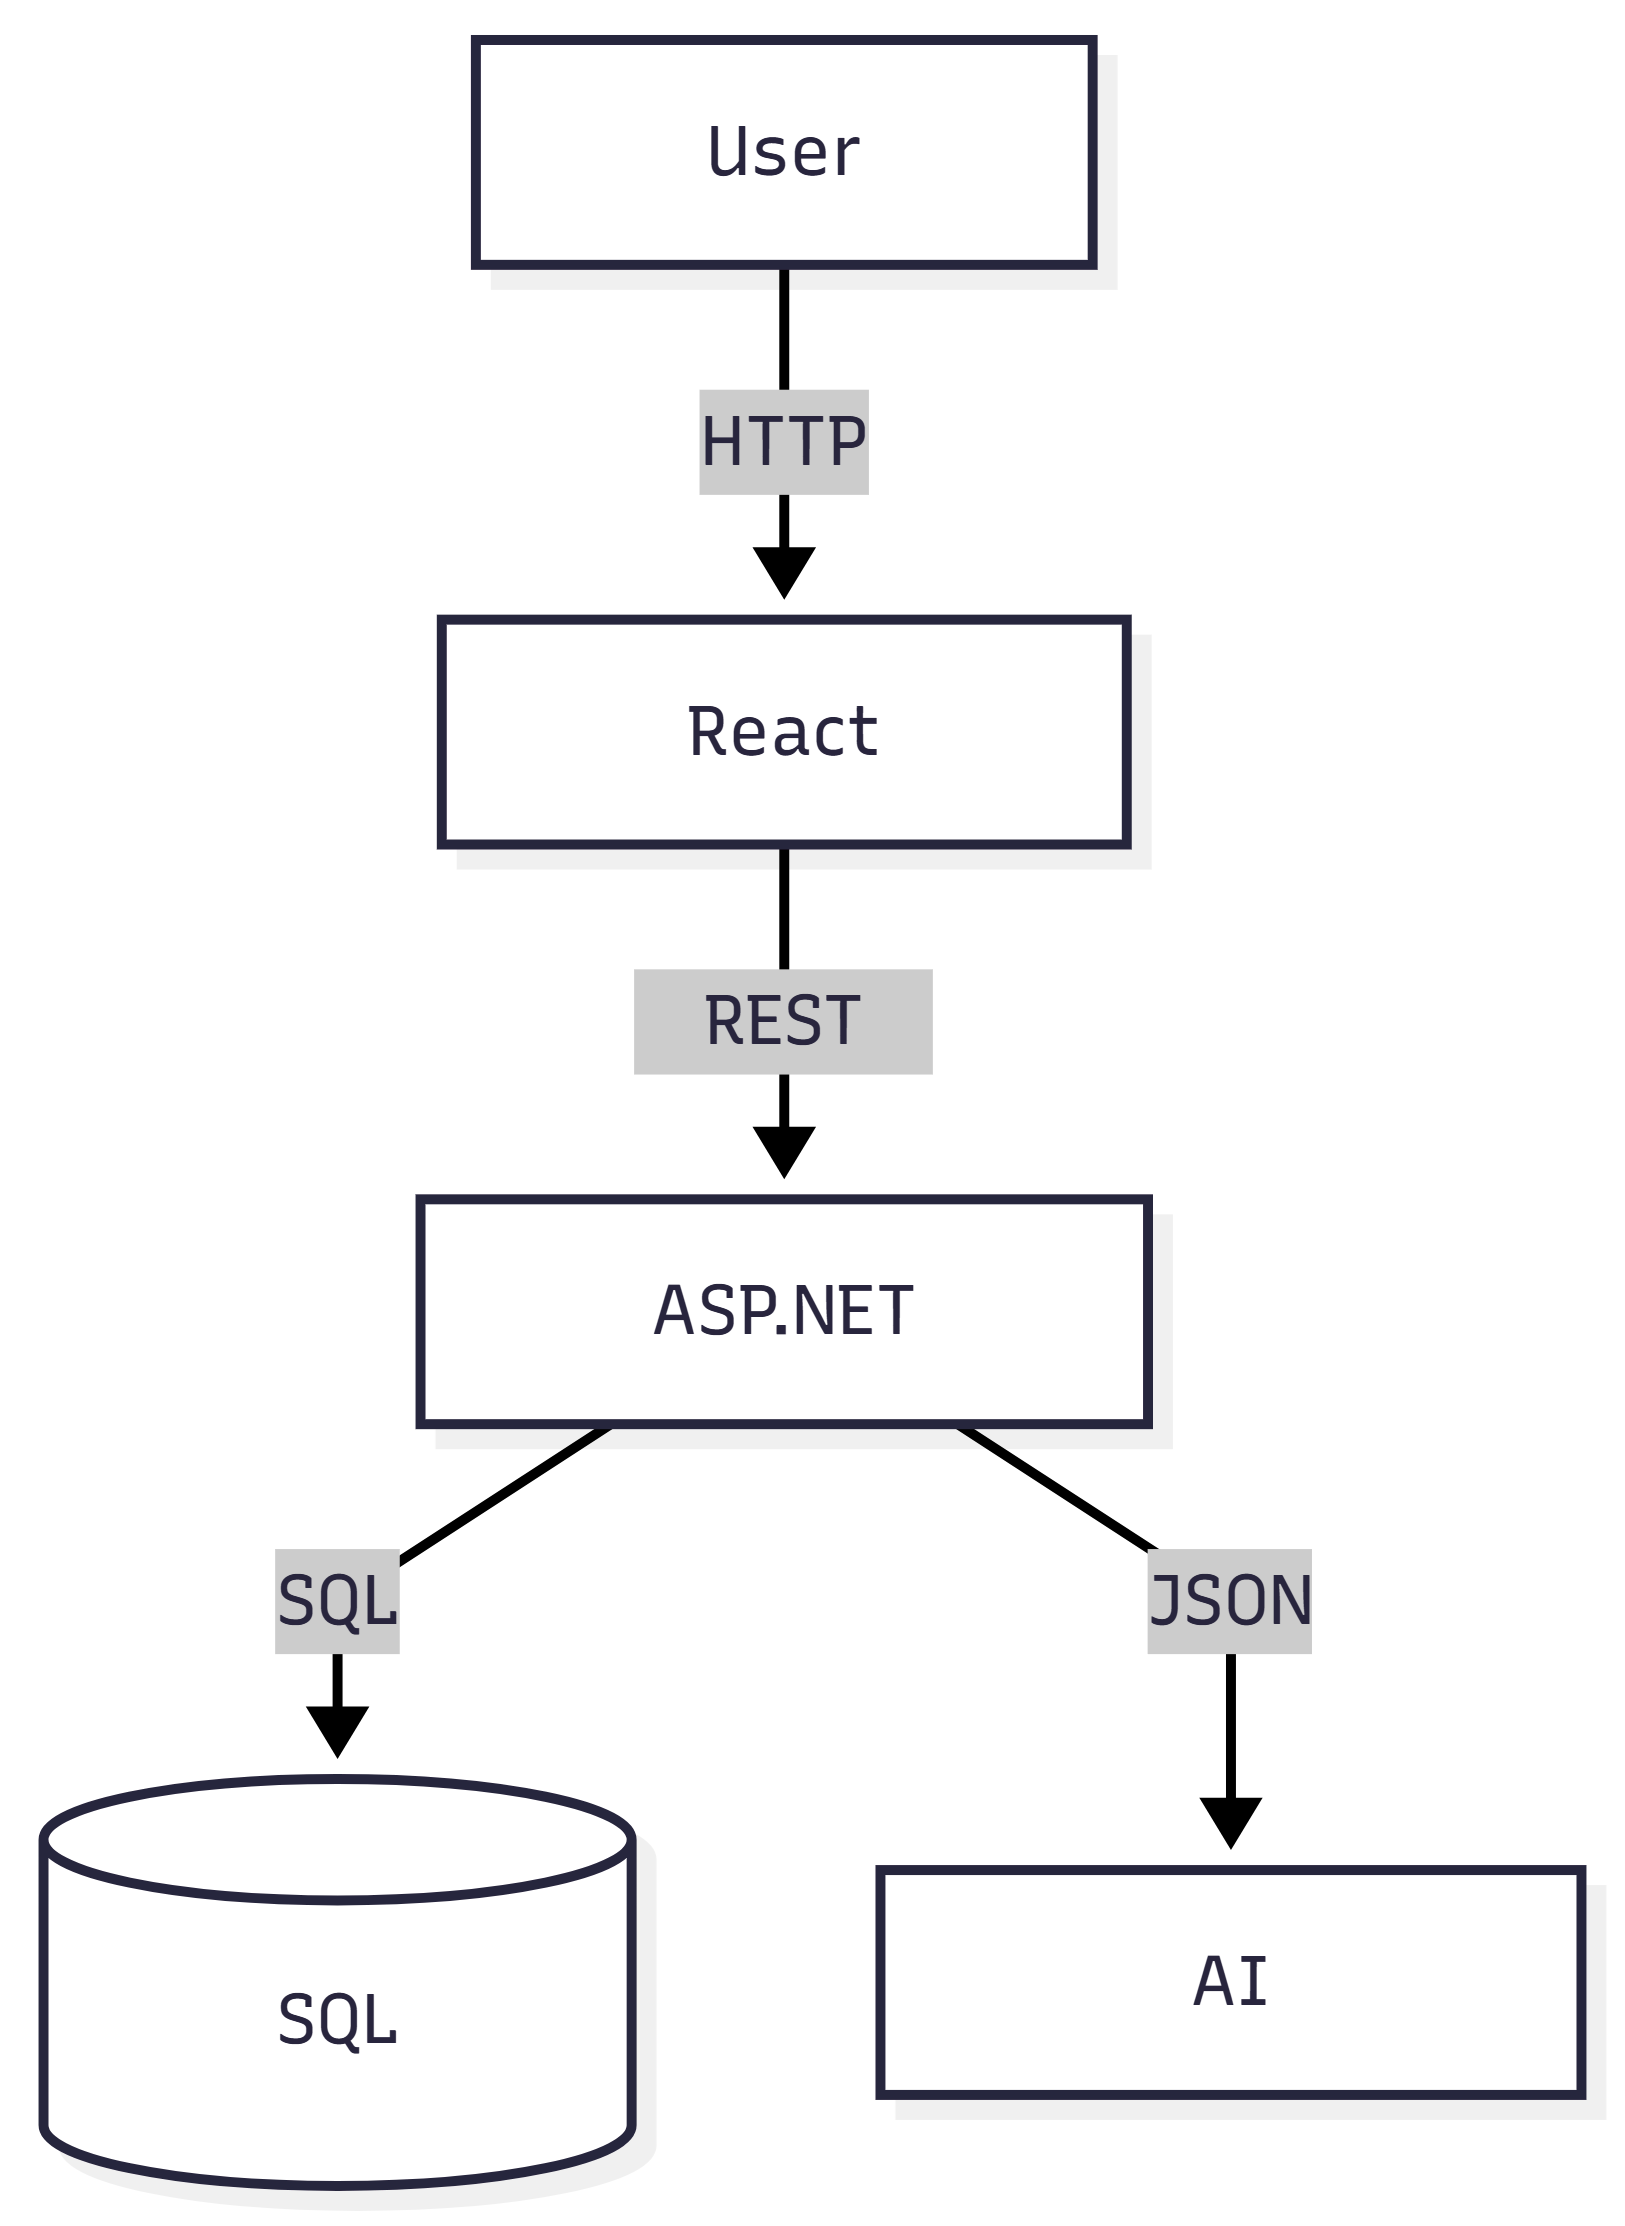 User
HTTP
React
REST
ASP.NET
SQL
JSON
SQL
AI